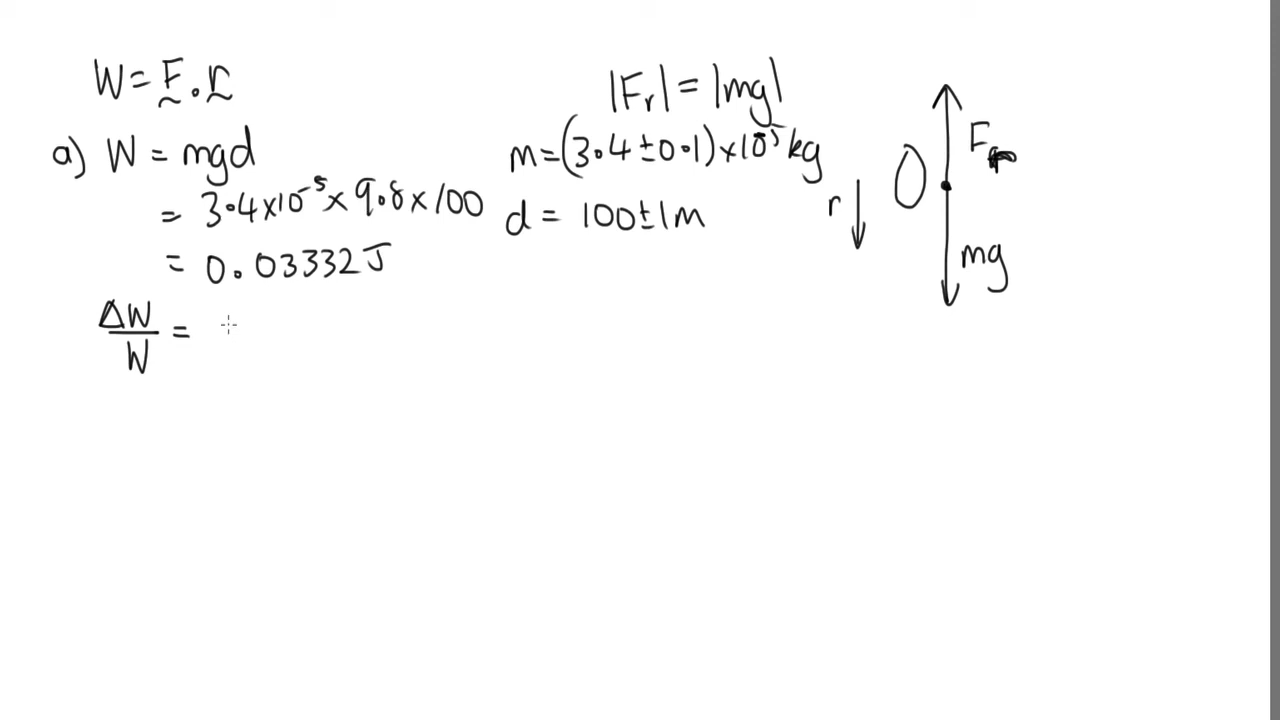 W = F . r
a) W = mgd
= 3.4 x 10⁻⁵ x 9.8 x 100
= 0.03332 J
ΔW/W =
|Fr| = |mg|
m = (3.4 ± 0.1) x 10⁻⁵ kg
d = 100 ± 1 m
r
F
mg